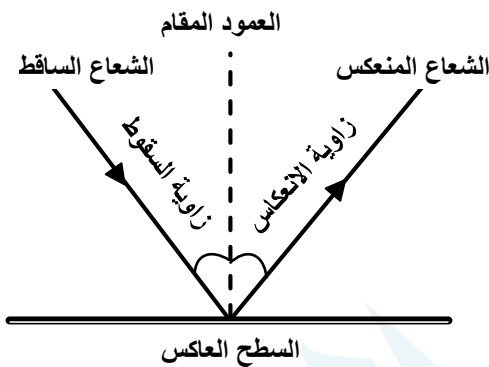 العمود المقام
الشعاع المنعكس
الشعاع الساقط
زاوية الانعكاس
زاوية السقوط
السطح العاكس